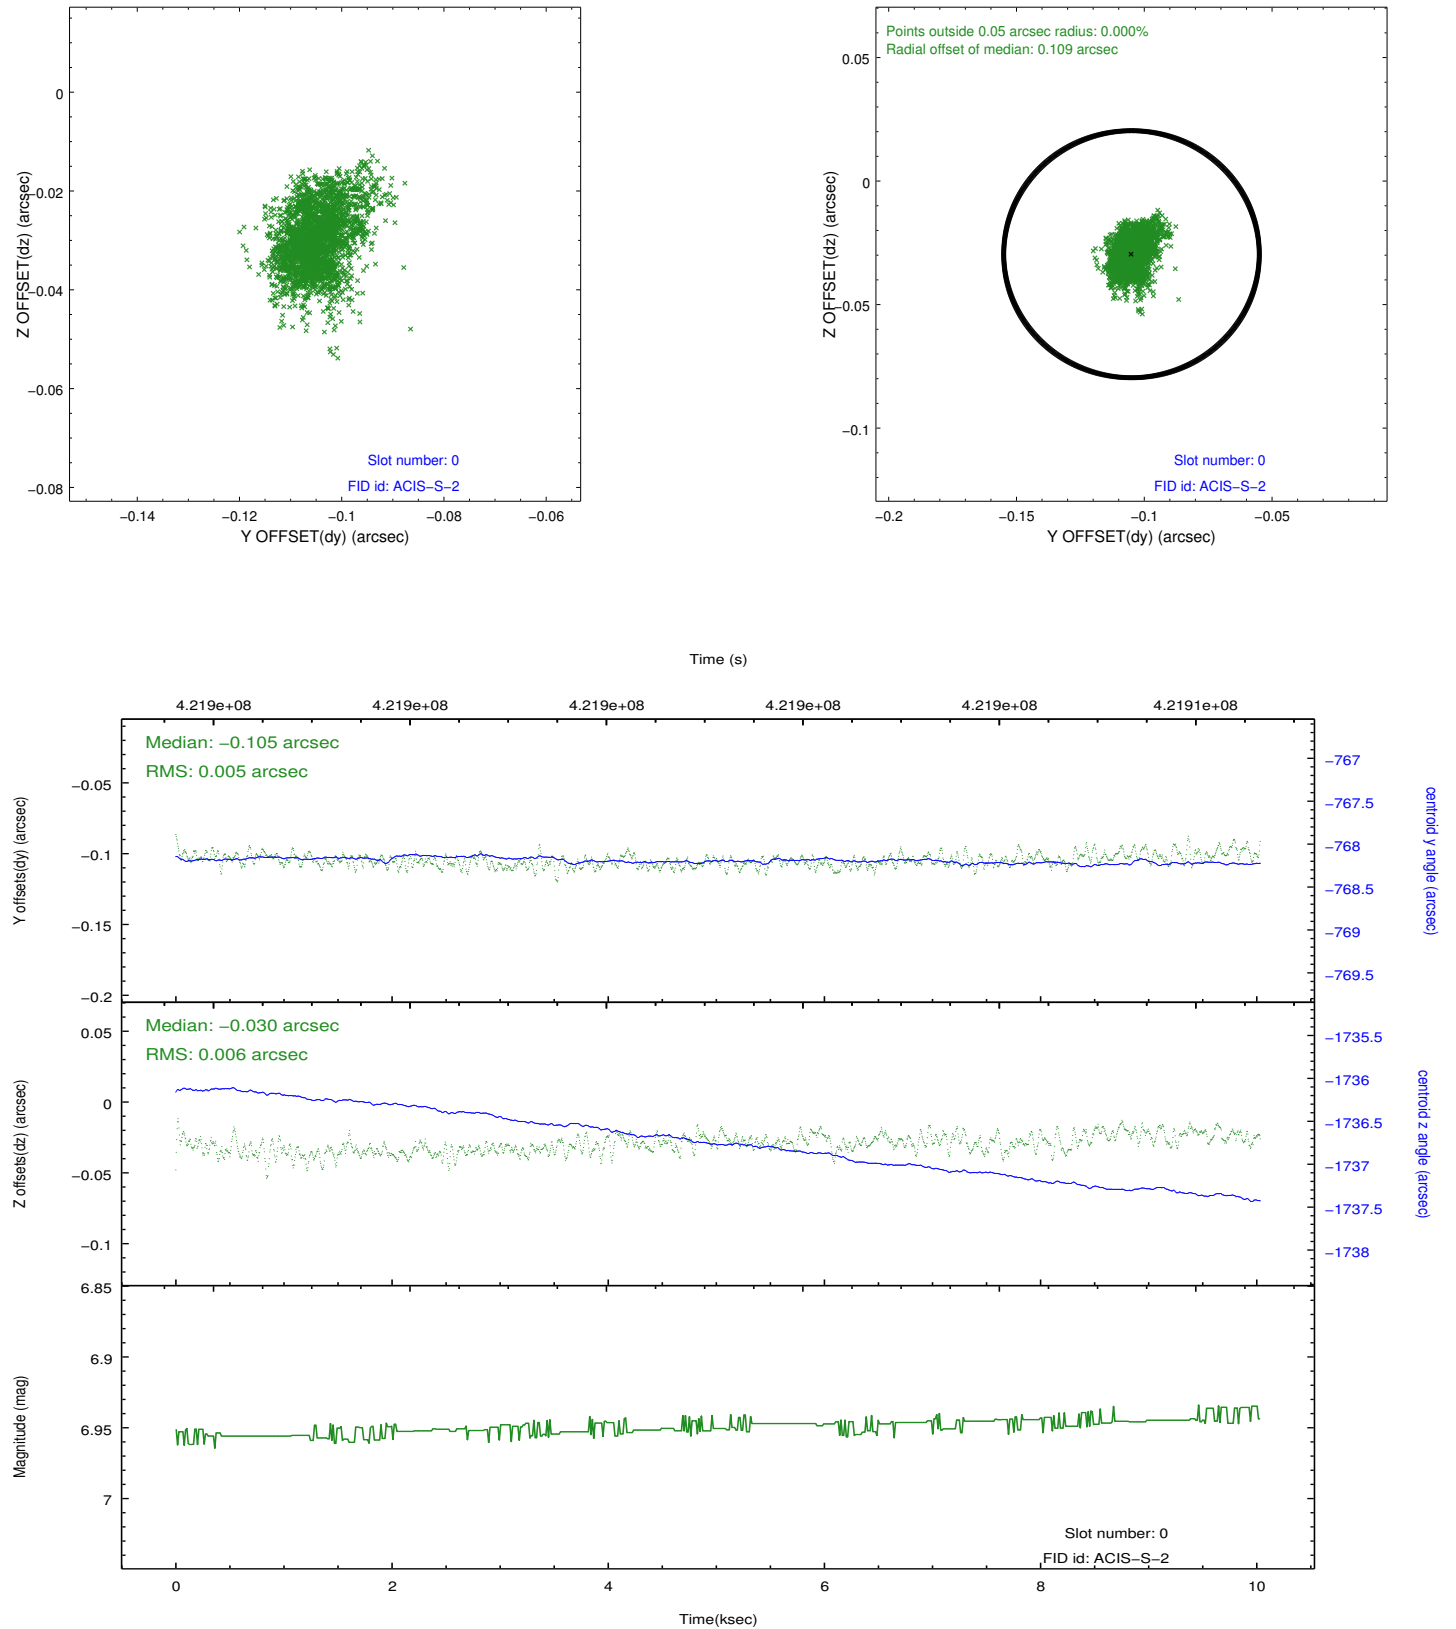 0
−0.02
−0.04
−0.06
−0.08
Z OFFSET(dz) (arcsec)
Slot number: 0
FID id: ACIS−S−2
−0.14
−0.12
−0.1
−0.08
−0.06
Y OFFSET(dy) (arcsec)
Points outside 0.05 arcsec radius: 0.000%
Radial offset of median: 0.109 arcsec
0.05
0
−0.05
−0.1
Z OFFSET(dz) (arcsec)
Slot number: 0
FID id: ACIS−S−2
−0.2
−0.15
−0.1
−0.05
Y OFFSET(dy) (arcsec)
Time (s)
4.219e+08
4.219e+08
4.219e+08
4.219e+08
4.219e+08
4.2191e+08
Median: −0.105 arcsec
RMS: 0.005 arcsec
−0.05
−0.1
−0.15
−0.2
Y offsets(dy) (arcsec)
−767
−767.5
−768
−768.5
−769
−769.5
centroid y angle (arcsec)
Median: −0.030 arcsec
RMS: 0.006 arcsec
0.05
0
−0.05
−0.1
Z offsets(dz) (arcsec)
−1735.5
−1736
−1736.5
−1737
−1737.5
−1738
centroid z angle (arcsec)
6.85
6.9
6.95
7
Magnitude (mag)
Slot number: 0
FID id: ACIS−S−2
0
2
4
6
8
10
Time(ksec)